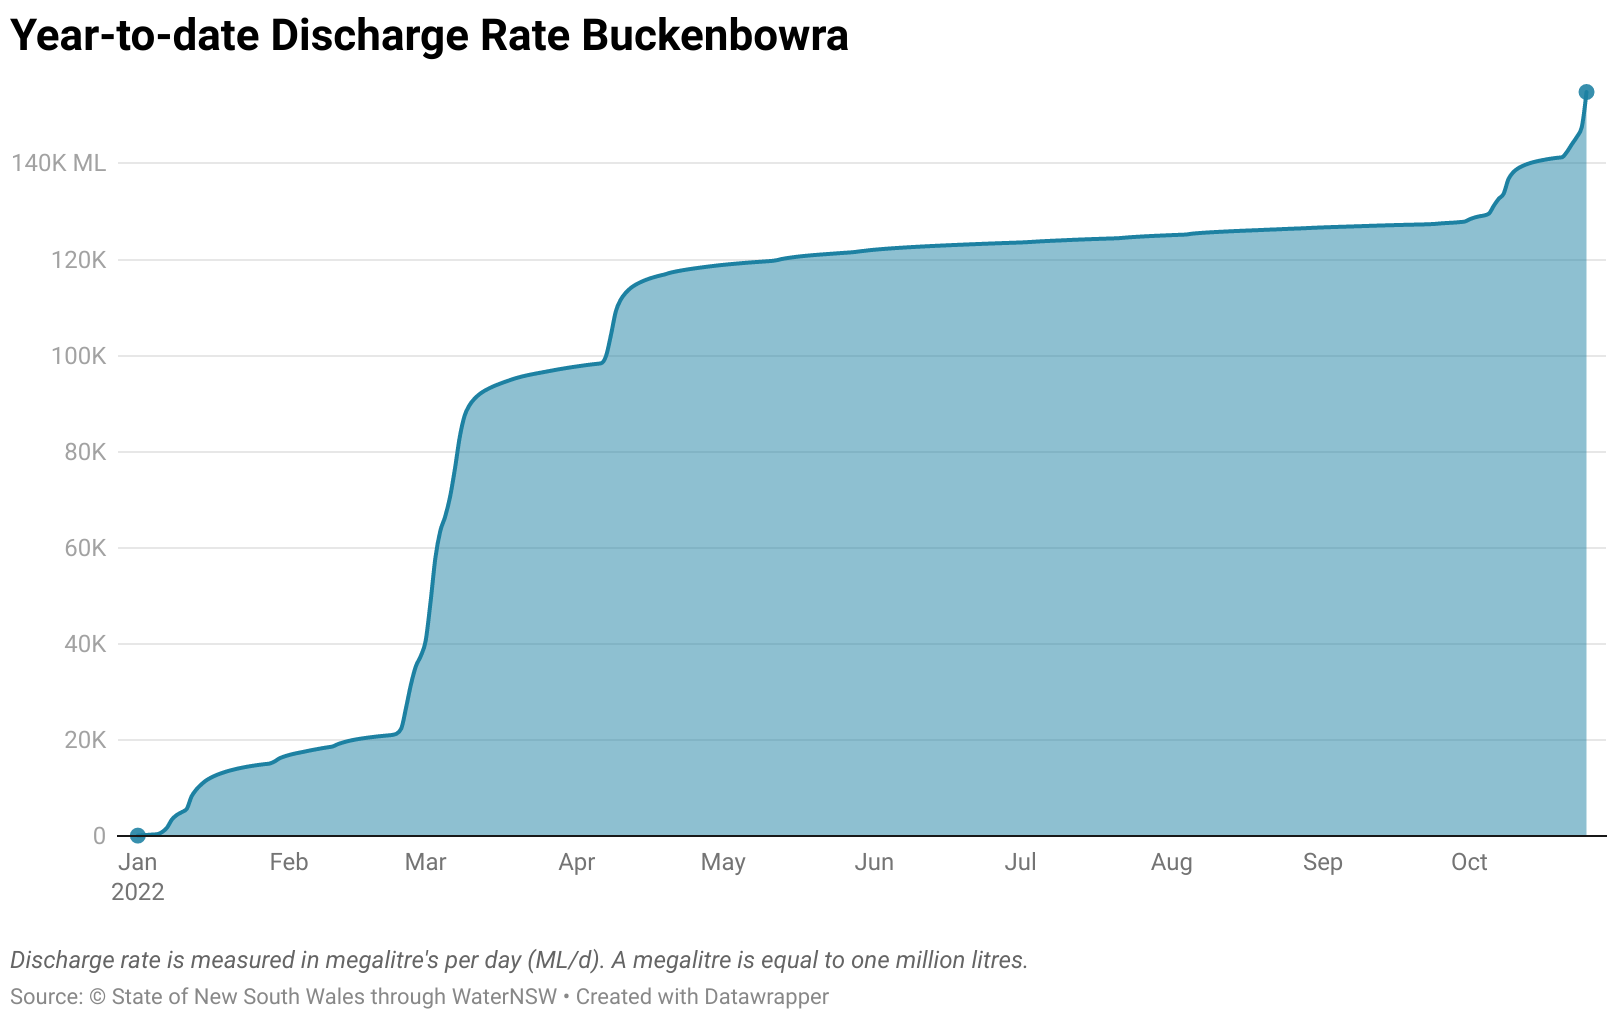 Year-to-date Discharge Rate Buckenbowra
140K ML
120K
100K
80K
60K
40K
20K
0
Jan Feb Mar Apr May Jun Jul Aug Sep Oct
2022
Discharge rate is measured in megalitre's per day (ML/d). A megalitre is equal to one million litres.
Source: © State of New South Wales through WaterNSW • Created with Datawrapper